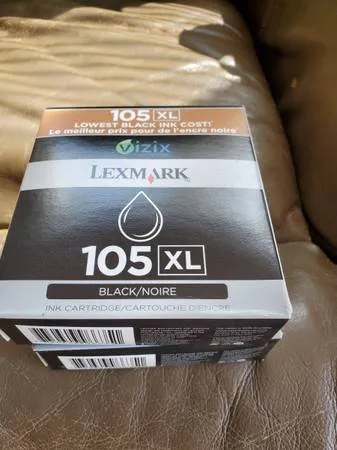 105 XL
LOWEST BLACK INK COST!
Le meilleur prix pour de l'encre noire
Vizix
LEXMARK
105 XL
BLACK/NOIRE
INK CARTRIDGE/CARTOUCHE D'ENCRE